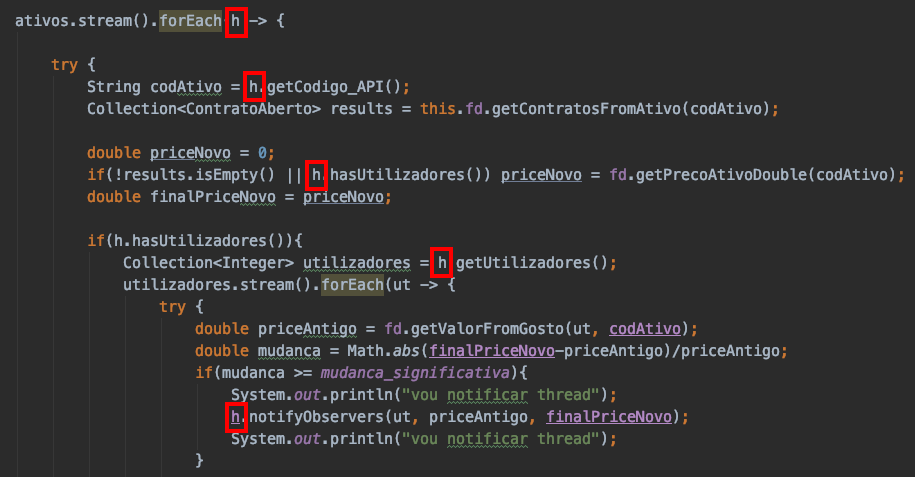 ativos.stream().forEach(h -> {
try {
String codAtivo = h.getCodigo_API();
Collection<ContratoAberto> results = this.fd.getContratosFromAtivo(codAtivo);
double priceNovo = 0;
if(!results.isEmpty() || h.hasUtilizadores()) priceNovo = fd.getPrecoAtivoDouble(codAtivo);
double finalPriceNovo = priceNovo;
if(h.hasUtilizadores()){
Collection<Integer> utilizadores = h.getUtilizadores();
utilizadores.stream().forEach(ut -> {
try {
double priceAntigo = fd.getValorFromGosto(ut, codAtivo);
double mudanca = Math.abs(finalPriceNovo-priceAntigo)/priceAntigo;
if(mudanca >= mudanca_significativa){
System.out.println("vou notificar thread");
h.notifyObservers(ut, priceAntigo, finalPriceNovo);
System.out.println("vou notificar thread");
}